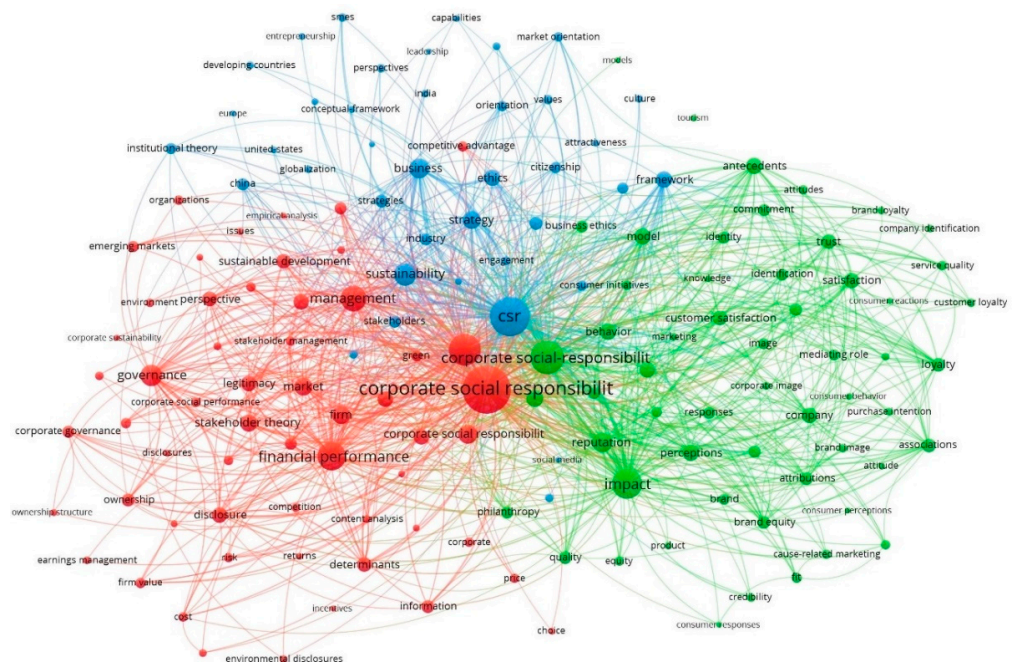 smes
capabilities
entrepreneurship
market orientation
leadership
models
developing countries
perspectives
india
values
culture
conceptual framework
orientation
europe
tourism
institutional theory
united states
competitive advantage
attractiveness
globalization
business
citizenship
antecedents
china
ethics
framework
attitudes
organizations
strategies
commitment
brand loyalty
empirical analysis
strategy
business ethics
company identification
issues
industry
model
identity
trust
emerging markets
sustainable development
engagement
service quality
sustainability
knowledge
identification
satisfaction
environment
perspective
management
consumer initiatives
consumer reactions
customer loyalty
csr
stakeholders
behavior
customer satisfaction
corporate sustainability
stakeholder management
marketing
image
green
corporate social-responsibilit
mediating role
governance
legitimacy
market
corporate social responsibilit
corporate image
loyalty
consumer behavior
corporate social performance
firm
responses
company
purchase intention
stakeholder theory
corporate governance
corporate social responsibilit
reputation
brand image
associations
disclosures
financial performance
social media
perceptions
attitude
impact
attributions
ownership
competition
brand
ownership structure
disclosure
content analysis
philanthropy
consumer perceptions
brand equity
corporate
product
earnings management
risk
returns
determinants
quality
equity
cause-related marketing
firm value
price
fit
credibility
cost
incentives
information
choice
consumer responses
environmental disclosures